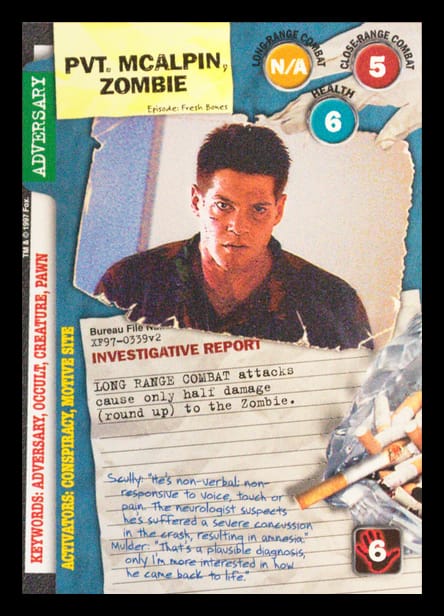 PVT. MCALPIN,
ZOMBIE
Episode: Fresh Bones
LONG-RANGE COMBAT
N/A
CLOSE-RANGE COMBAT
5
HEALTH
6
ADVERSARY
TM & © 1997 Fox.
KEYWORDS: ADVERSARY, OCCULT, CREATURE, PAWN
ACTIVATORS: CONSPIRACY, MOTIVE SITE
Bureau File
XF97-0339v2
INVESTIGATIVE REPORT
LONG RANGE COMBAT attacks
cause only half damage
(round up) to the Zombie.
Scully: "He's non-verbal; non-
responsive to voice, touch or
pain. The neurologist suspects
he's suffered a severe concussion
in the crash, resulting in amnesia."
Mulder: "That's a plausible diagnosis,
only I'm more interested in how
he came back to life."
6